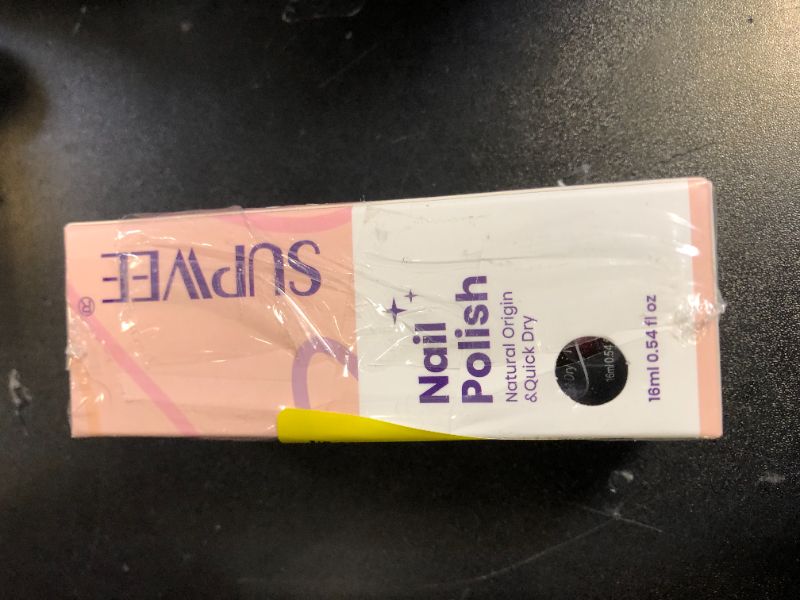 SUPWEE
®
Nail
Polish
Natural Origin
&Quick Dry
16ml 0.54 fl oz